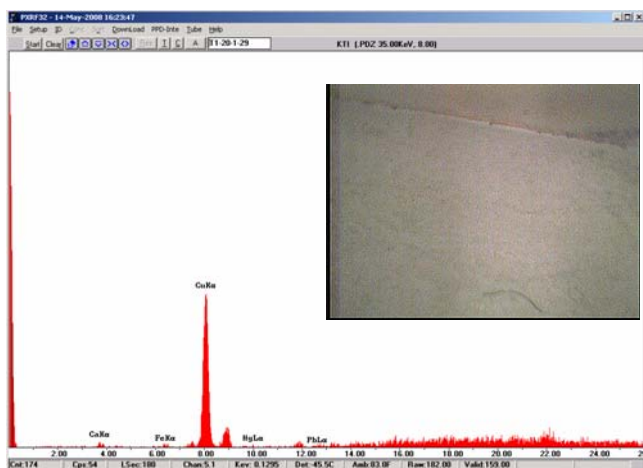 PXRF32 - 14-May-2008 16:23:47
File Setup ID DownLoad PPD-Inte Tube Help
Start Clear I C A 11-20-1-29 KTI (.PDZ 35.00KeV, 0.00)
CuKα
CaKα FeKα HgLα PbLα
2.00 4.00 6.00 8.00 10.00 12.00 14.00 16.00 18.00 20.00 22.00 24.00
Cnt:174 Cps:54 LSec:180 Chan:5.1 Kev: 0.1295 Det:-45.5C Amb:83.0F Raw:182.00 Valid:159.00